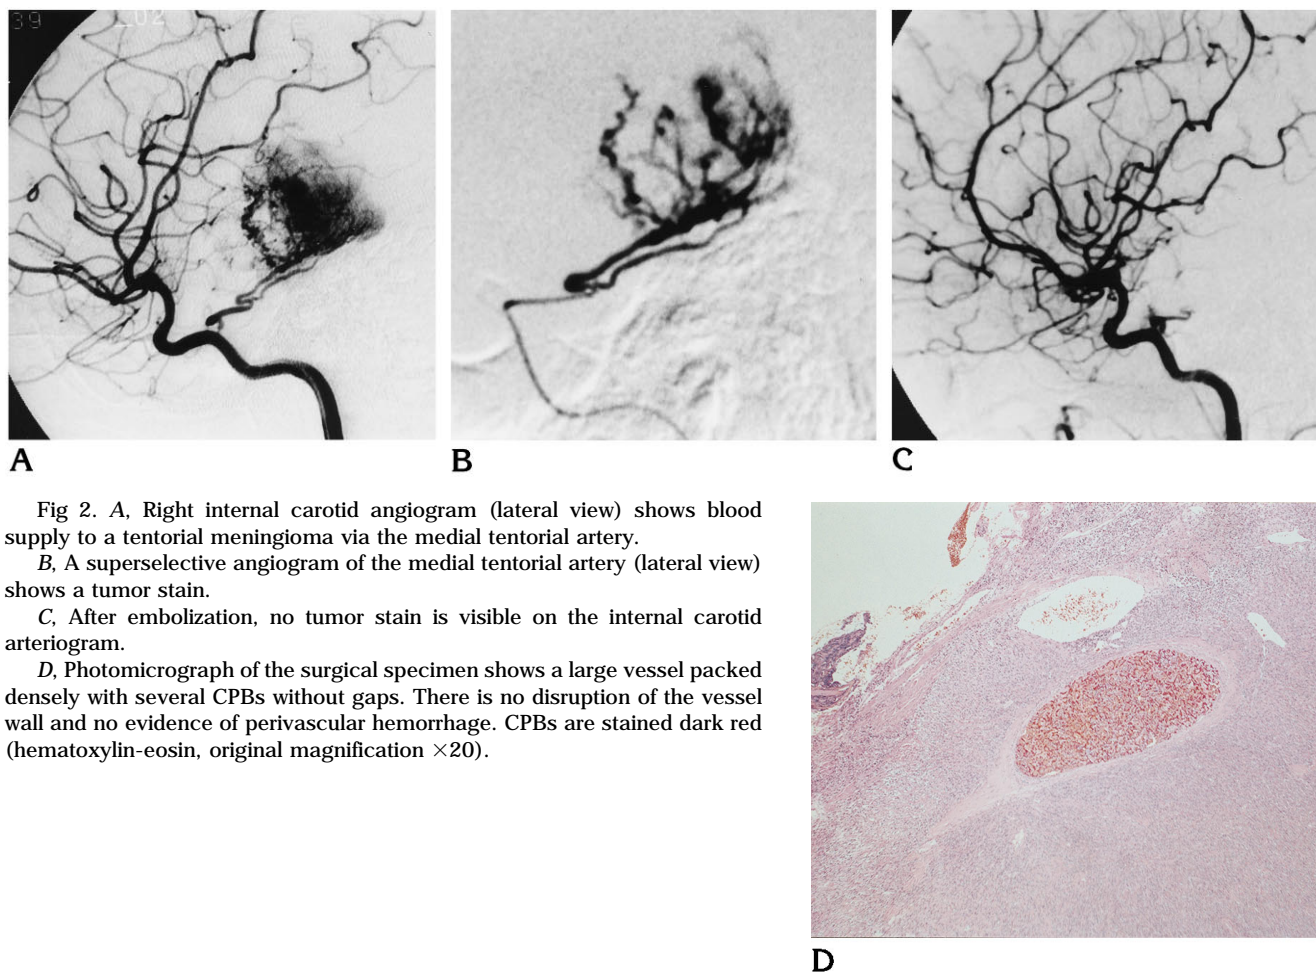 39
_02
A
B
C
Fig 2. A, Right internal carotid angiogram (lateral view) shows blood
supply to a tentorial meningioma via the medial tentorial artery.
B, A superselective angiogram of the medial tentorial artery (lateral view)
shows a tumor stain.
C, After embolization, no tumor stain is visible on the internal carotid
arteriogram.
D, Photomicrograph of the surgical specimen shows a large vessel packed
densely with several CPBs without gaps. There is no disruption of the vessel
wall and no evidence of perivascular hemorrhage. CPBs are stained dark red
(hematoxylin-eosin, original magnification ×20).
D